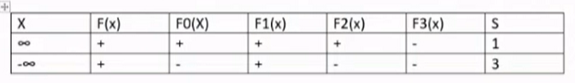 X F(x) F0(X) F1(x) F2(x) F3(x) S
∞ + + + + - 1
-∞ + - + - - 3